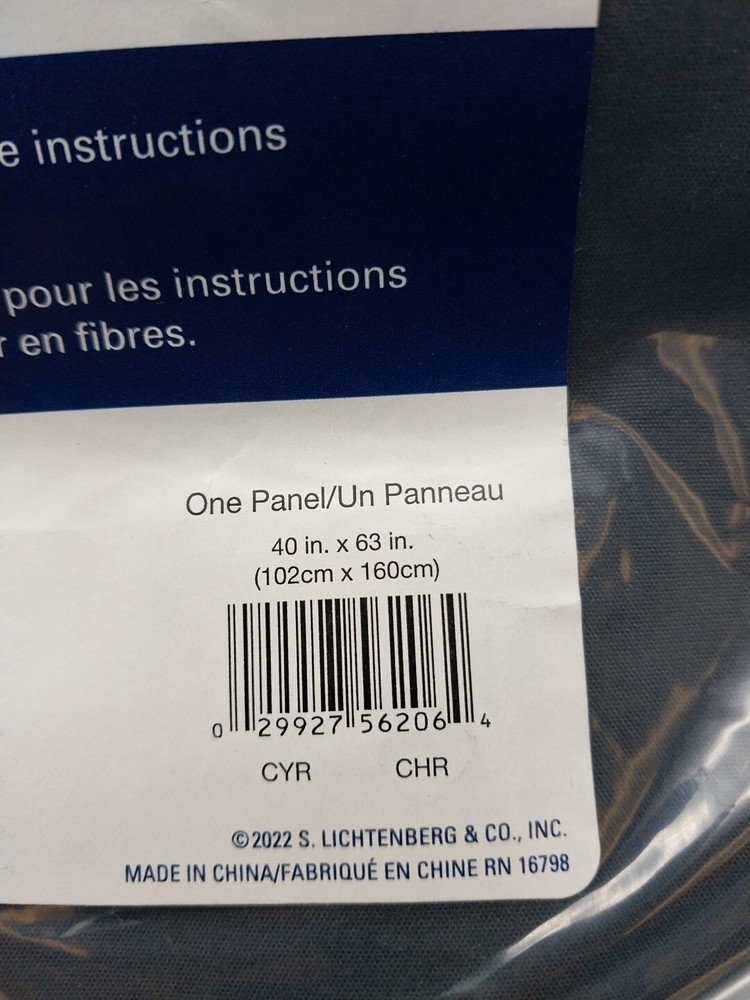 instructions
pour les instructions
en fibres.
One Panel/Un Panneau
40 in. x 63 in.
(102cm x 160cm)
0 29927 56206 4
CYR CHR
©2022 S. LICHTENBERG & CO., INC.
MADE IN CHINA/FABRIQUÉ EN CHINE RN 16798